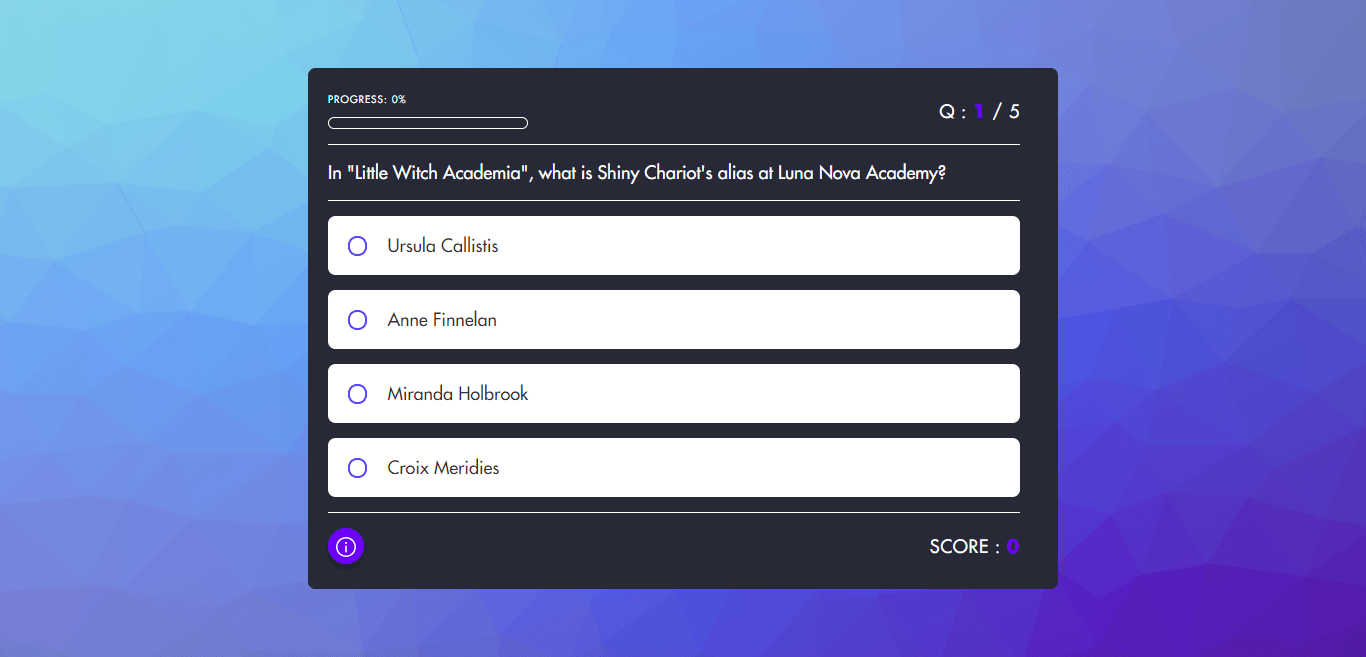 PROGRESS: 0%
Q : 1 / 5
In "Little Witch Academia", what is Shiny Chariot's alias at Luna Nova Academy?
Ursula Callistis
Anne Finnelan
Miranda Holbrook
Croix Meridies
SCORE : 0